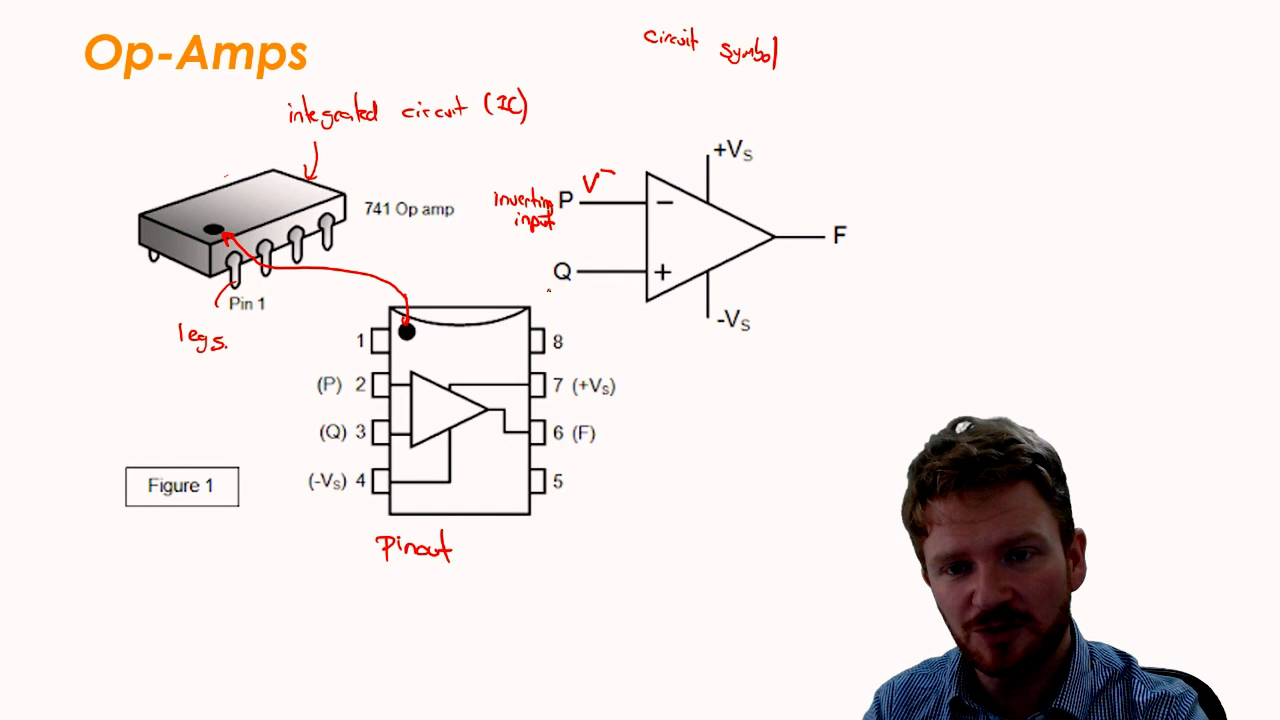 Op-Amps
circuit symbol
integrated circuit (IC)
+Vs
inverting
input
P
V⁻
−
741 Op amp
F
Q
+
Pin 1
-Vs
legs.
1
8
(P) 2
7 (+Vs)
(Q) 3
6 (F)
(-Vs) 4
5
Figure 1
Pinout